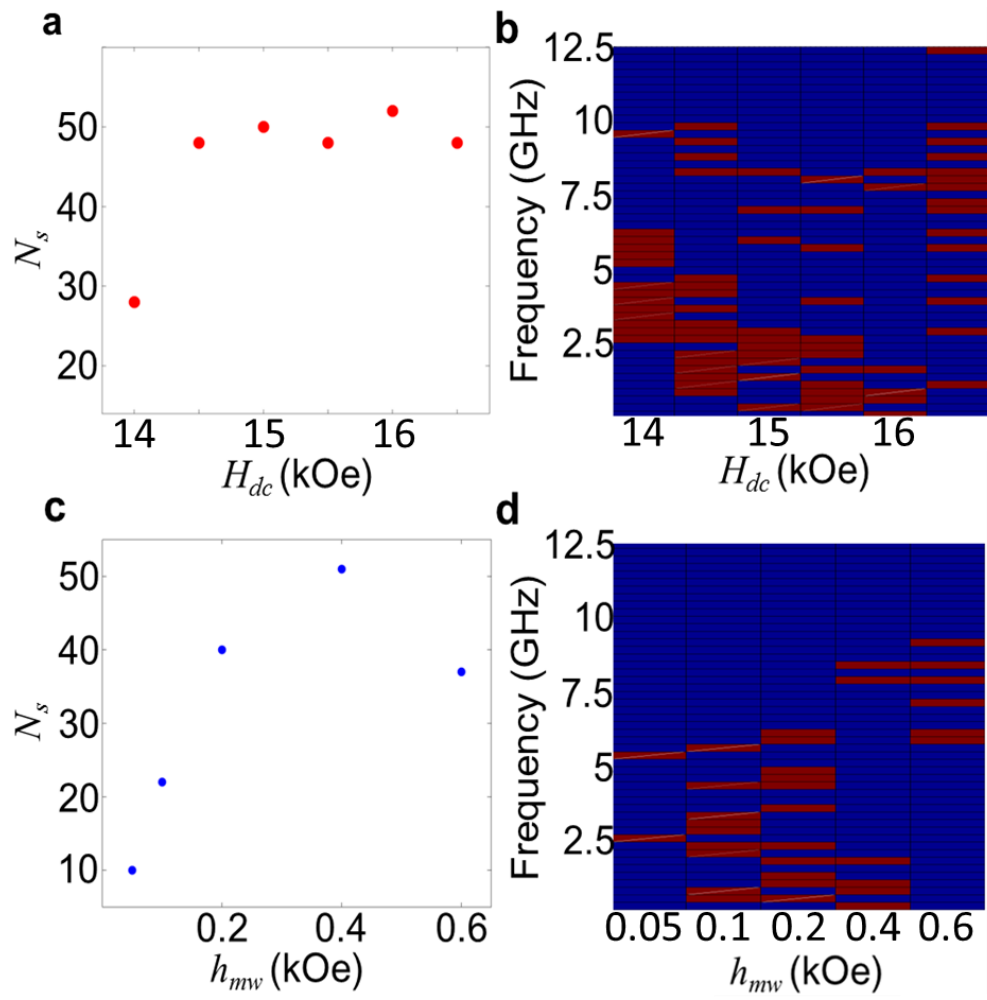 a
50
40
30
20
N_s
14 15 16
H_dc (kOe)
b
12.5
10
7.5
5
2.5
Frequency (GHz)
14 15 16
H_dc (kOe)
c
50
40
30
20
10
N_s
0.2 0.4 0.6
h_mw (kOe)
d
12.5
10
7.5
5
2.5
Frequency (GHz)
0.05 0.1 0.2 0.4 0.6
h_mw (kOe)